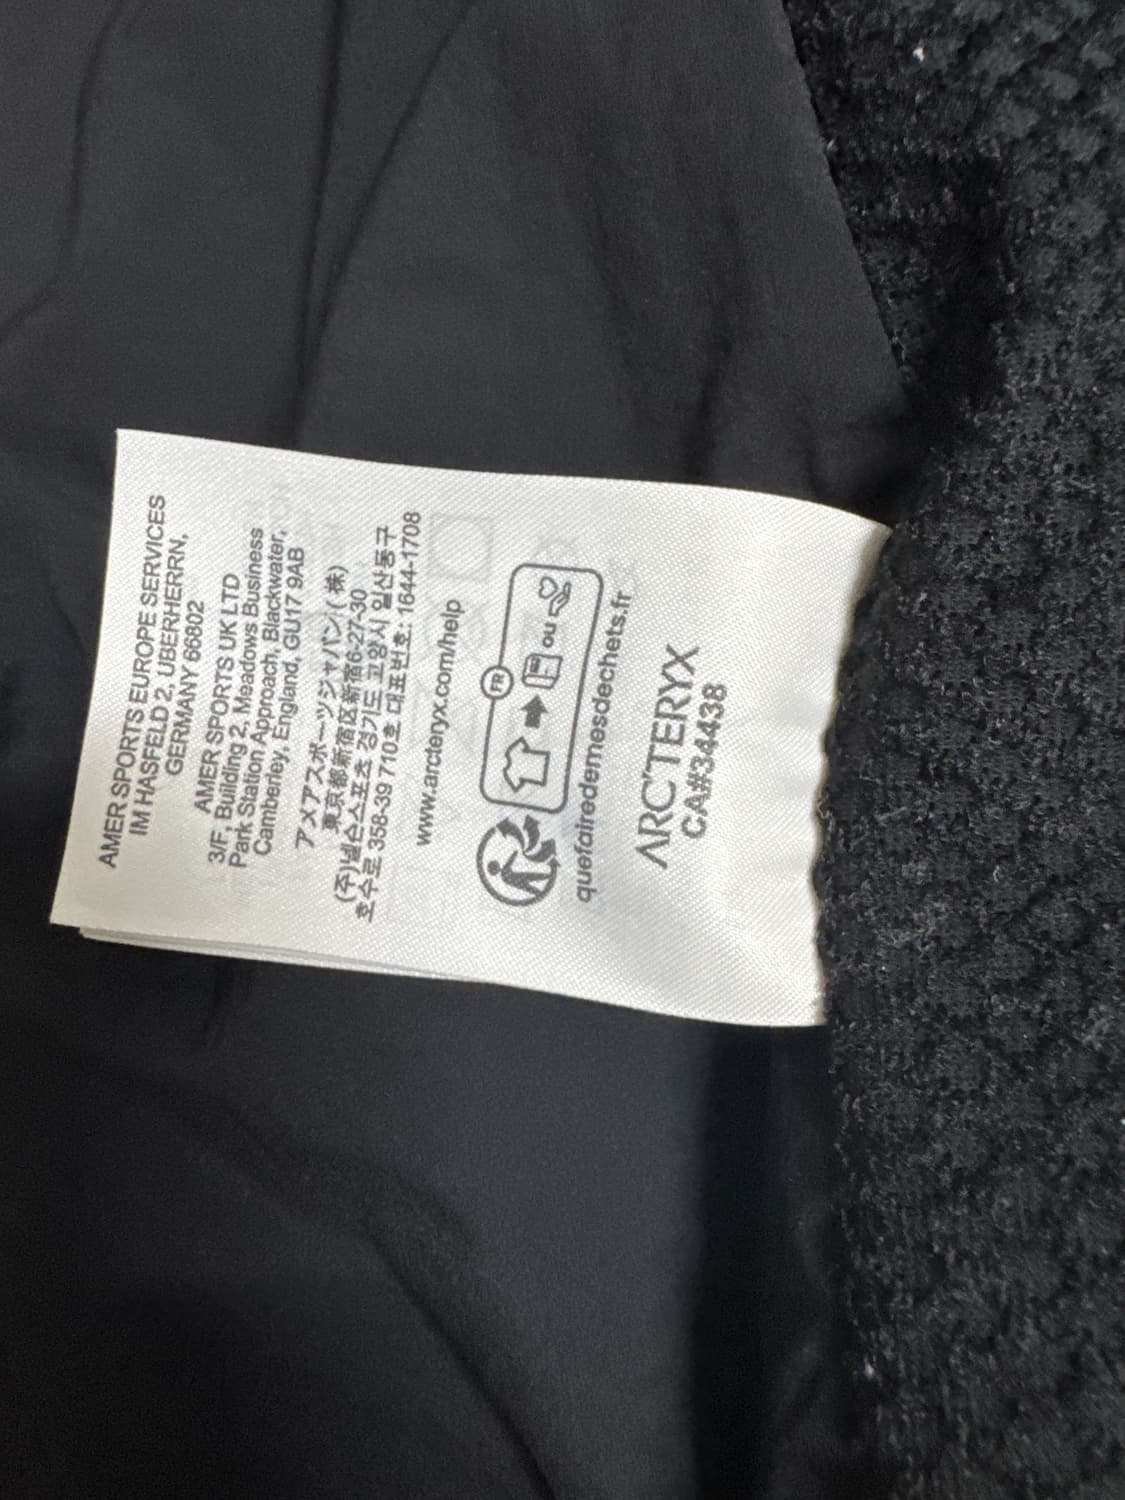 AMER SPORTS EUROPE SERVICES
IM HASFELD 2, UBERHERRN,
GERMANY 66802
AMER SPORTS UK LTD
3/F, Building 2, Meadows Business
Park Station Approach, Blackwater,
Camberley, England, GU17 9AB
アメアスポーツジャパン(株)
東京都新宿区新宿6-27-30
(주)넬슨스포츠 경기도 고양시 일산동구
호수로 358-39 710호 대표번호: 1644-1708
www.arcteryx.com/help
FR
ou
quefairedemesdechets.fr
ARC'TERYX
CA#34438